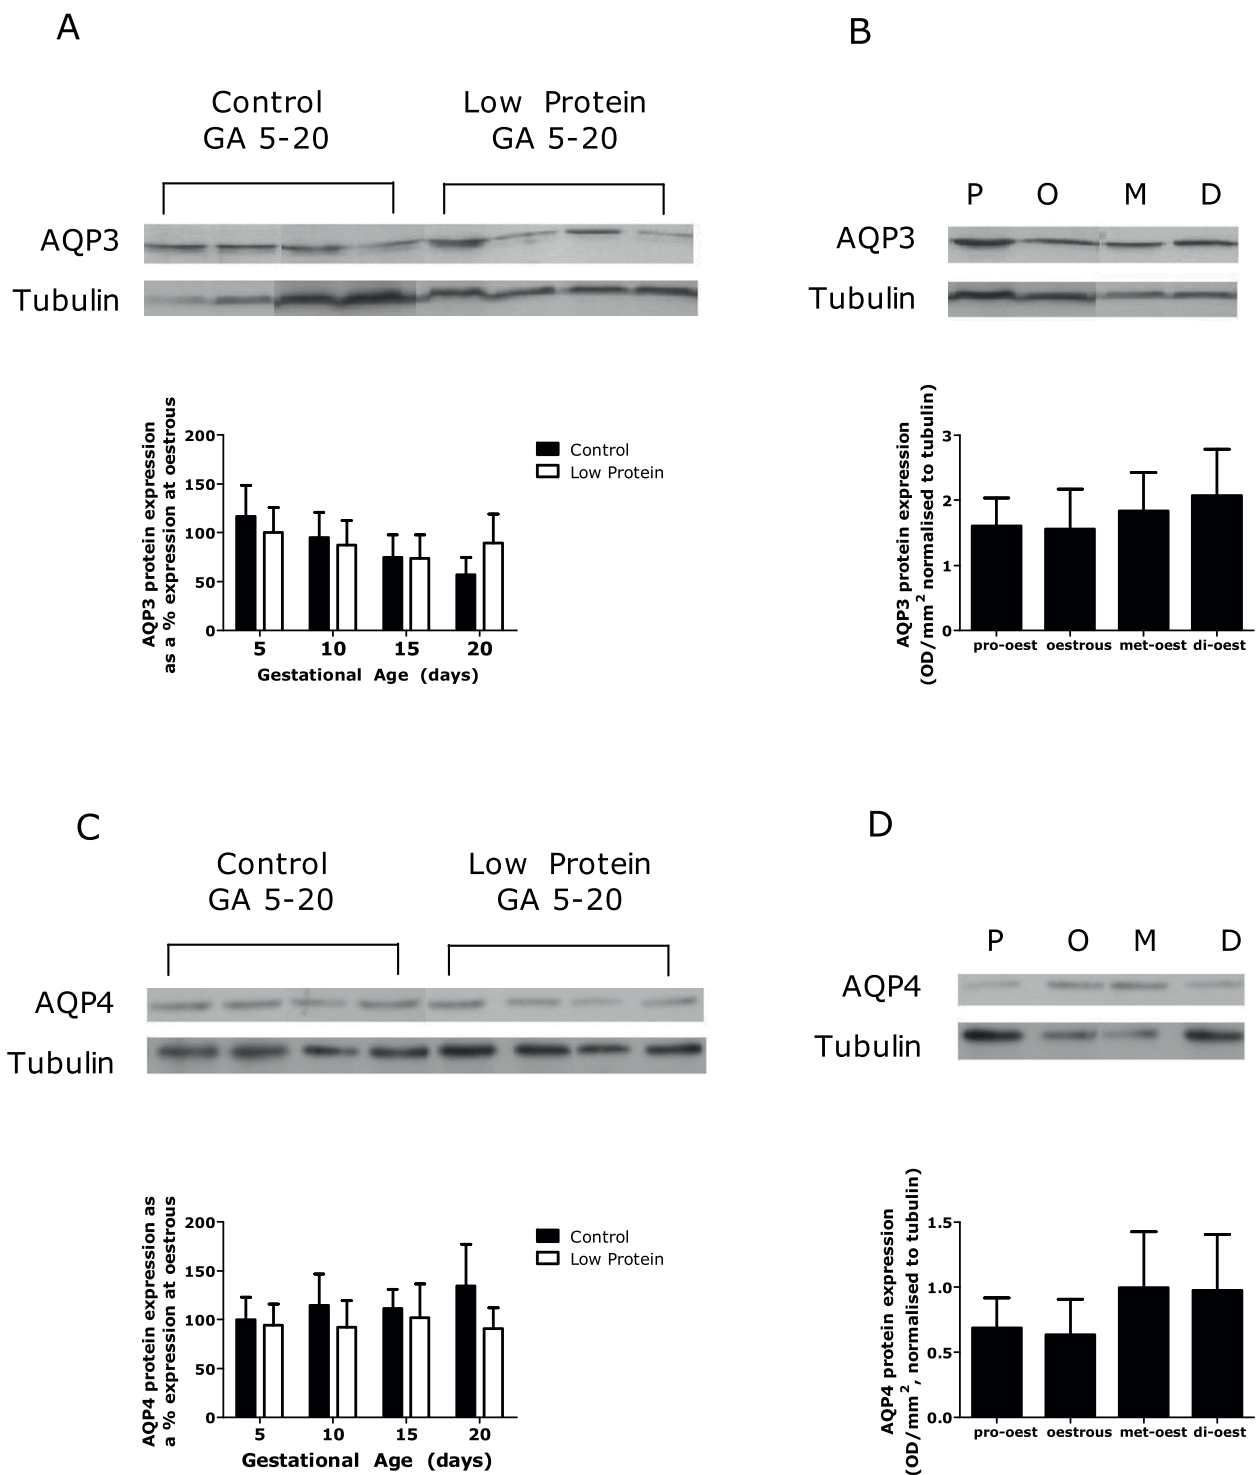 A
Control
GA 5-20
Low Protein
GA 5-20
AQP3
Tubulin
AQP3 protein expression
as a % expression at oestrous
200
150
100
50
0
5 10 15 20
Gestational Age (days)
Control
Low Protein
B
P O M D
AQP3
Tubulin
AQP3 protein expression
(OD/mm² normalised to tubulin)
3
2
1
0
pro-oest oestrous met-oest di-oest
C
Control
GA 5-20
Low Protein
GA 5-20
AQP4
Tubulin
AQP4 protein expression as
a % expression at oestrous
200
150
100
50
0
5 10 15 20
Gestational Age (days)
Control
Low Protein
D
P O M D
AQP4
Tubulin
AQP4 protein expression
(OD/mm², normalised to tubulin)
1.5
1.0
0.5
0.0
pro-oest oestrous met-oest di-oest